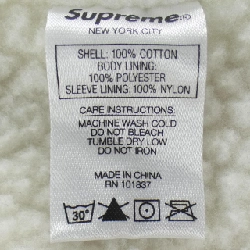 Supreme®
NEW YORK CITY
SHELL: 100% COTTON
BODY LINING:
100% POLYESTER
SLEEVE LINING: 100% NYLON
CARE INSTRUCTIONS:
MACHINE WASH COLD
DO NOT BLEACH
TUMBLE DRY LOW
DO NOT IRON
MADE IN CHINA
RN 101837
30°